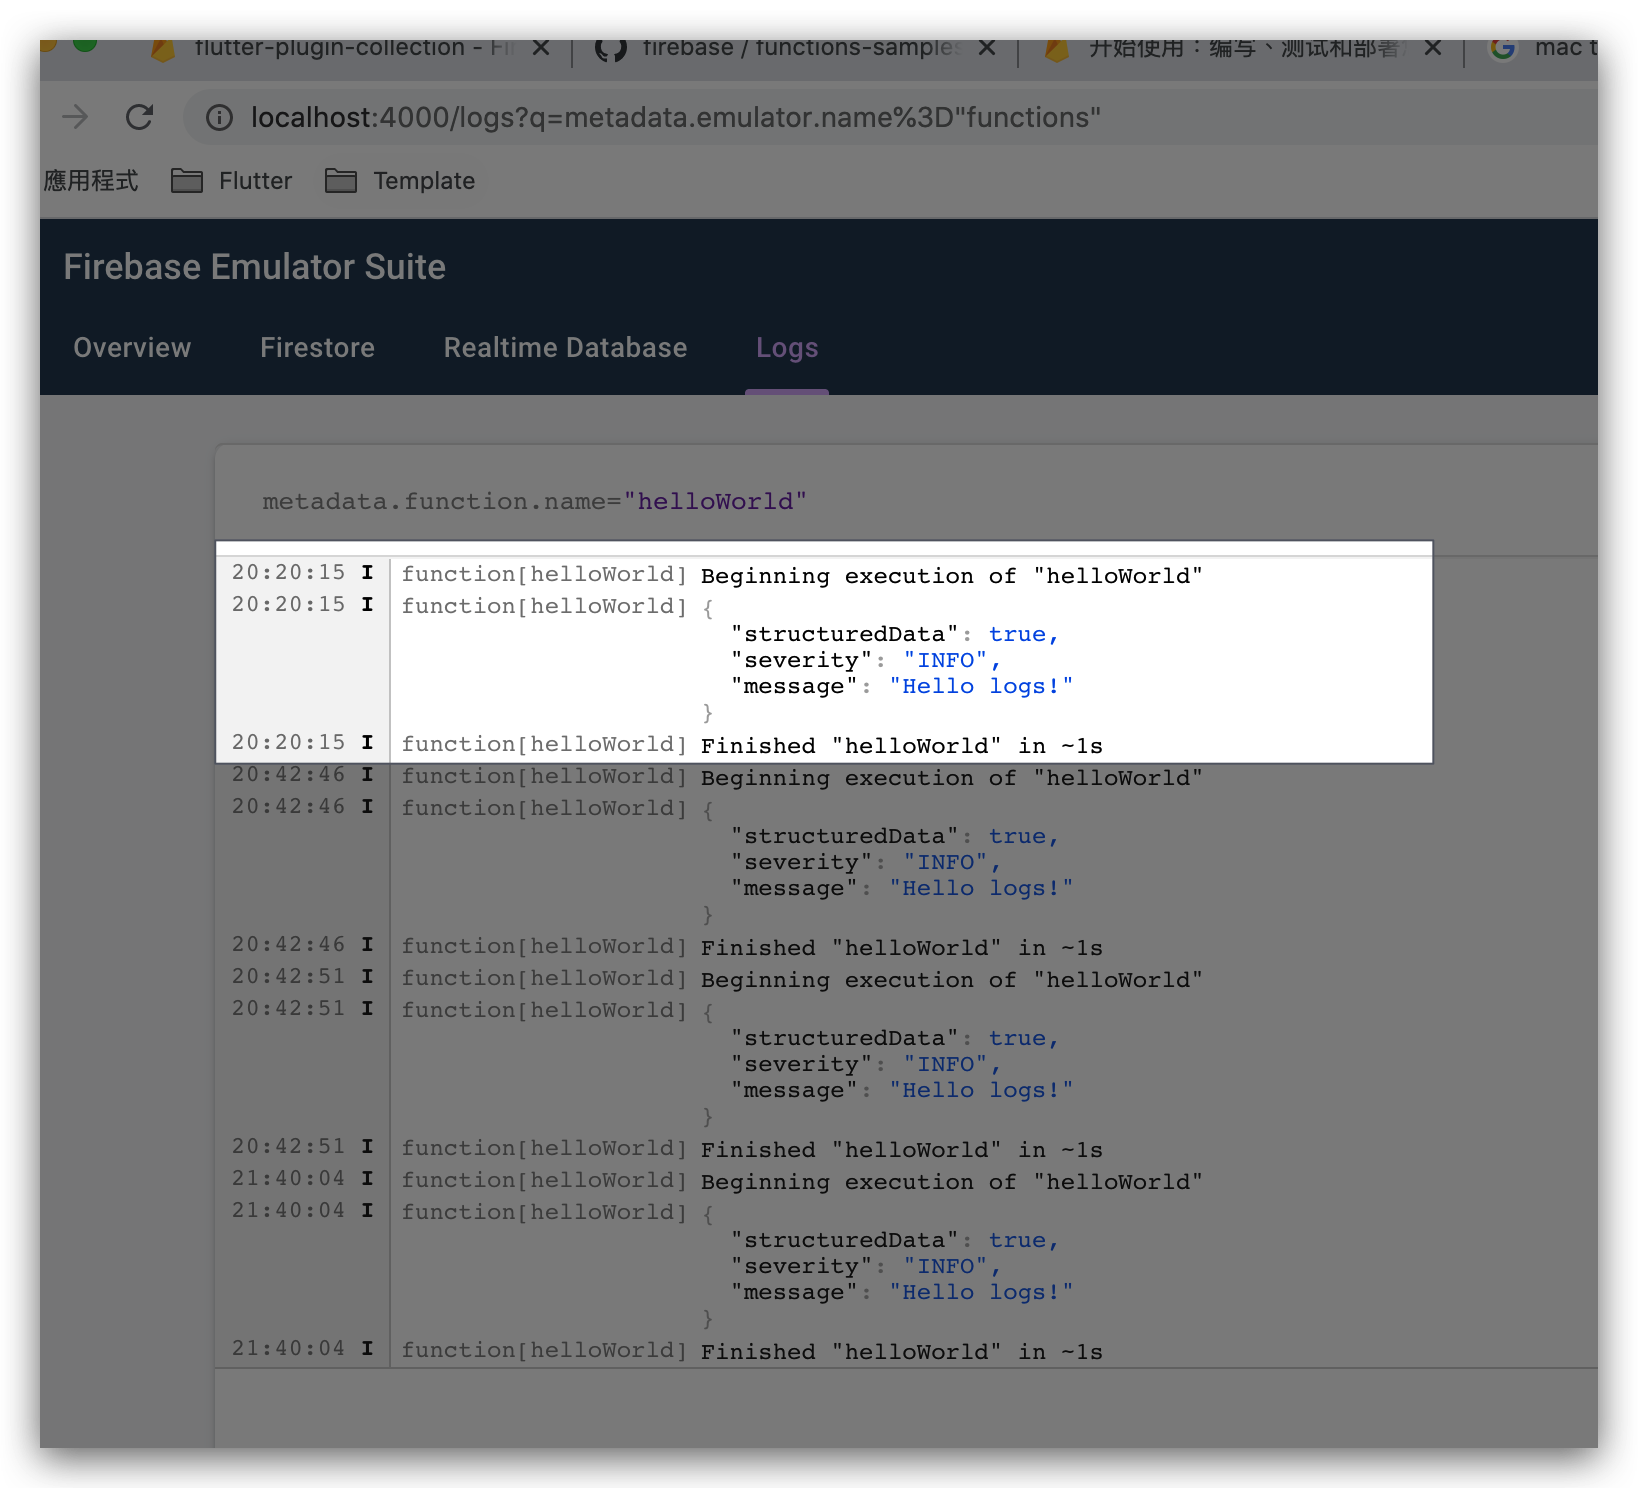 flutter-plugin-collection - Fi
firebase / functions-samples
开始使用：编写、测试和部署
mac t
localhost:4000/logs?q=metadata.emulator.name%3D"functions"
應用程式
Flutter
Template
Firebase Emulator Suite
Overview
Firestore
Realtime Database
Logs
metadata.function.name="helloWorld"
20:20:15 I function[helloWorld] Beginning execution of "helloWorld"
20:20:15 I function[helloWorld] {
"structuredData": true,
"severity": "INFO",
"message": "Hello logs!"
}
20:20:15 I function[helloWorld] Finished "helloWorld" in ~1s
20:42:46 I function[helloWorld] Beginning execution of "helloWorld"
20:42:46 I function[helloWorld] {
"structuredData": true,
"severity": "INFO",
"message": "Hello logs!"
}
20:42:46 I function[helloWorld] Finished "helloWorld" in ~1s
20:42:51 I function[helloWorld] Beginning execution of "helloWorld"
20:42:51 I function[helloWorld] {
"structuredData": true,
"severity": "INFO",
"message": "Hello logs!"
}
20:42:51 I function[helloWorld] Finished "helloWorld" in ~1s
21:40:04 I function[helloWorld] Beginning execution of "helloWorld"
21:40:04 I function[helloWorld] {
"structuredData": true,
"severity": "INFO",
"message": "Hello logs!"
}
21:40:04 I function[helloWorld] Finished "helloWorld" in ~1s